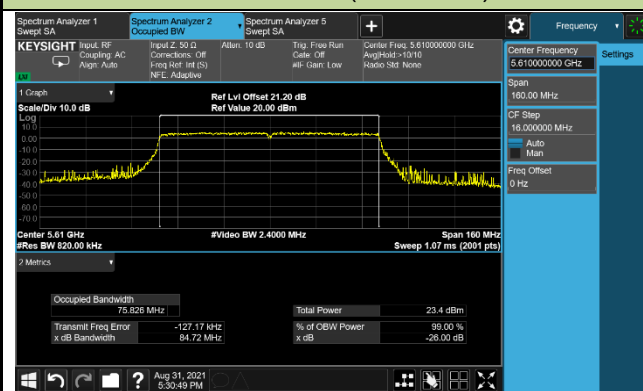 Spectrum Analyzer 1
Swept SA
Spectrum Analyzer 2
Occupied BW
Spectrum Analyzer 5
Swept SA
+
Frequency
KEYSIGHT
Input: RF
Coupling: AC
Align: Auto
Input Z: 50 Ω
Corrections: Off
Freq Ref: Int (S)
NFE: Adaptive
Atten: 10 dB
Trig: Free Run
Gate: Off
#IF Gain: Low
Center Freq: 5.610000000 GHz
Avg|Hold:>10/10
Radio Std: None
Center Frequency
5.610000000 GHz
Settings
Span
160.00 MHz
CF Step
16.000000 MHz
Auto
Man
Freq Offset
0 Hz
1 Graph
Scale/Div 10.0 dB
Ref Lvl Offset 21.20 dB
Ref Value 20.00 dBm
Log
10.0
0.00
-10.0
-20.0
-30.0
-40.0
-50.0
-60.0
-70.0
Center 5.61 GHz
#Res BW 820.00 kHz
#Video BW 2.4000 MHz
Span 160 MHz
Sweep 1.07 ms (2001 pts)
2 Metrics
Occupied Bandwidth
75.826 MHz
Total Power
23.4 dBm
Transmit Freq Error
-127.17 kHz
% of OBW Power
99.00 %
x dB Bandwidth
84.72 MHz
x dB
-26.00 dB
?
Aug 31, 2021
5:30:49 PM